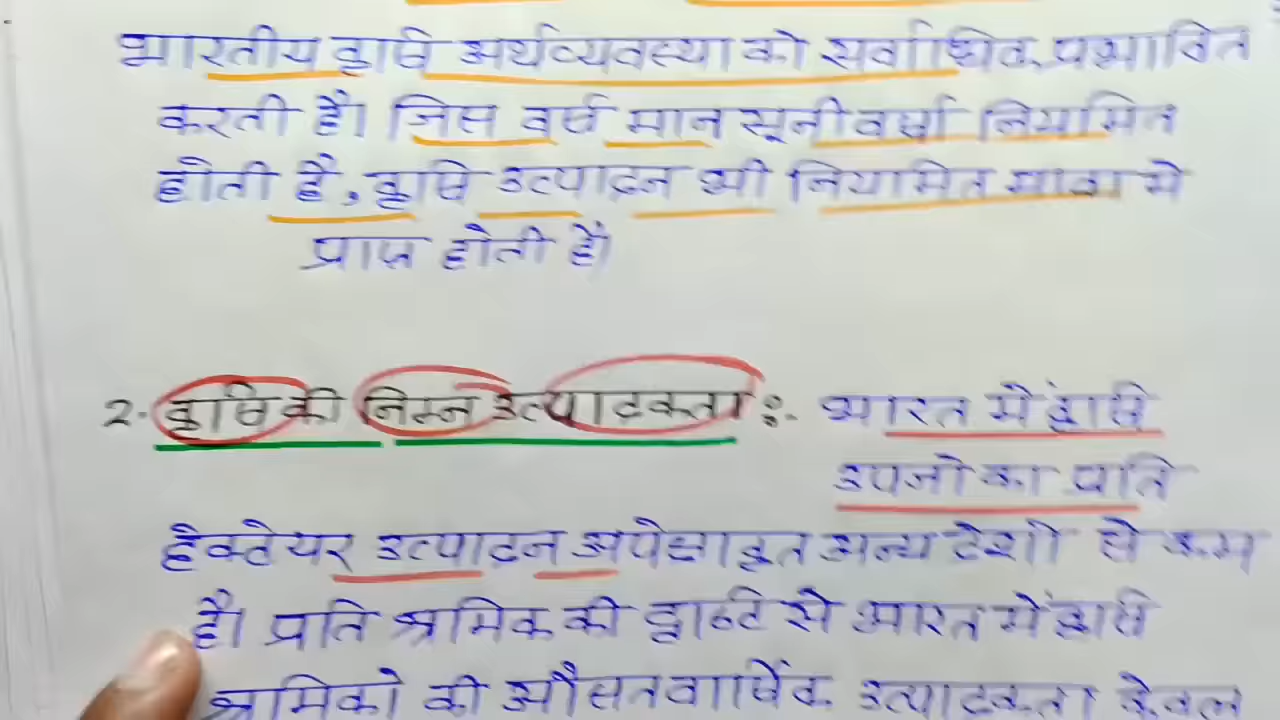 भारतीय कृषि अर्थव्यवस्था को सर्वाधिक प्रभावित
करती है। जिस वर्ष मानसूनी वर्षा नियमित
होती है, कृषि उत्पादन भी नियमित मात्रा मे
प्राप्त होती है।
2. कृषि की निम्न उत्पादकता :- भारत में कृषि
उपजो का प्रति
हेक्टेयर उत्पादन अपेक्षाकृत अन्य देशो से कम
है। प्रति श्रमिक की दृष्टि से भारत में कृषि
श्रमिको की औसत वार्षिक उत्पादकता केवल